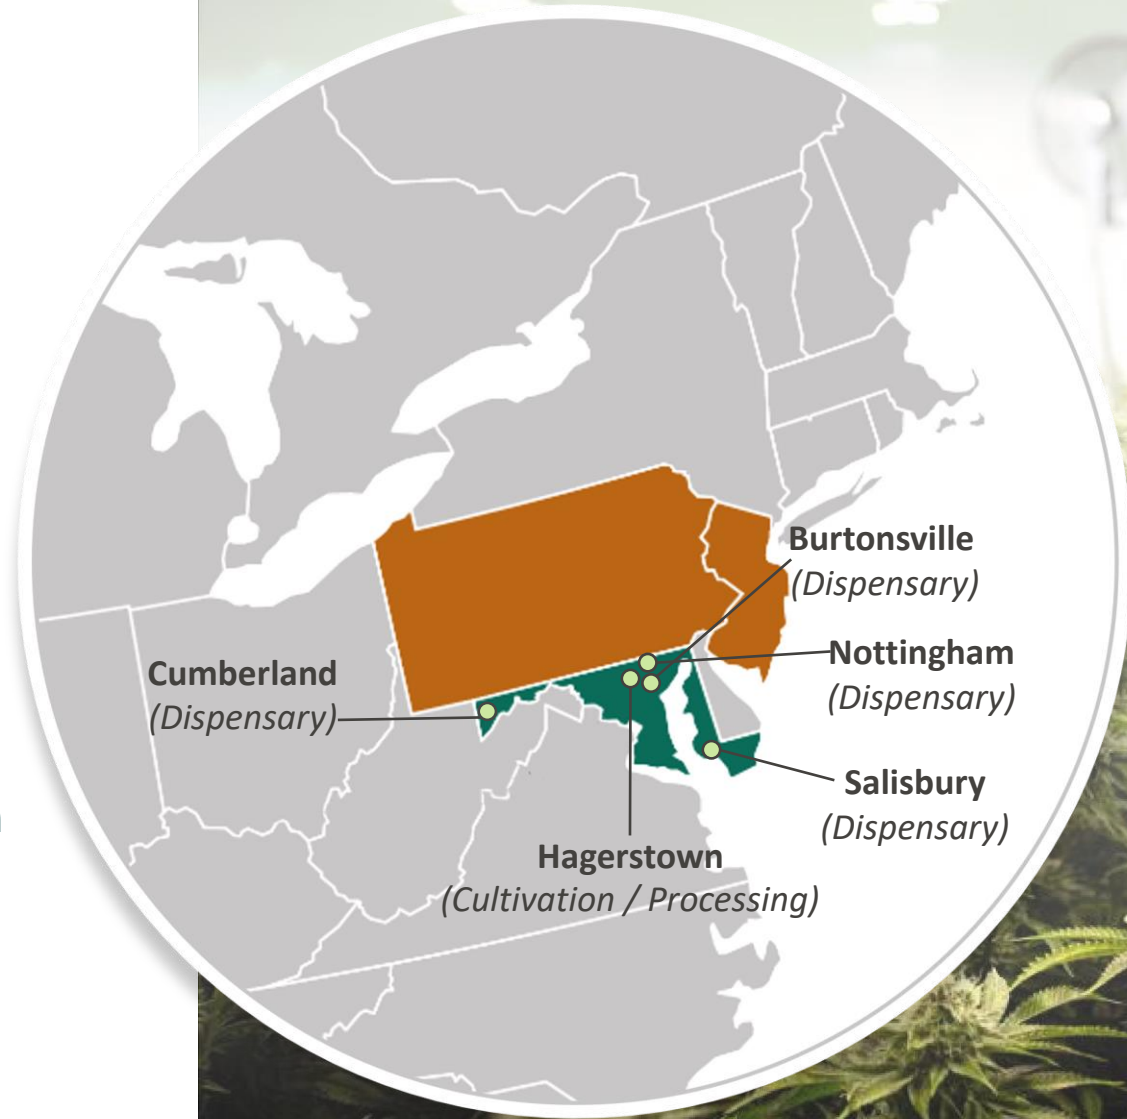 Burtonsville
(Dispensary)
Nottingham
(Dispensary)
Cumberland
(Dispensary)
Salisbury
(Dispensary)
Hagerstown
(Cultivation / Processing)